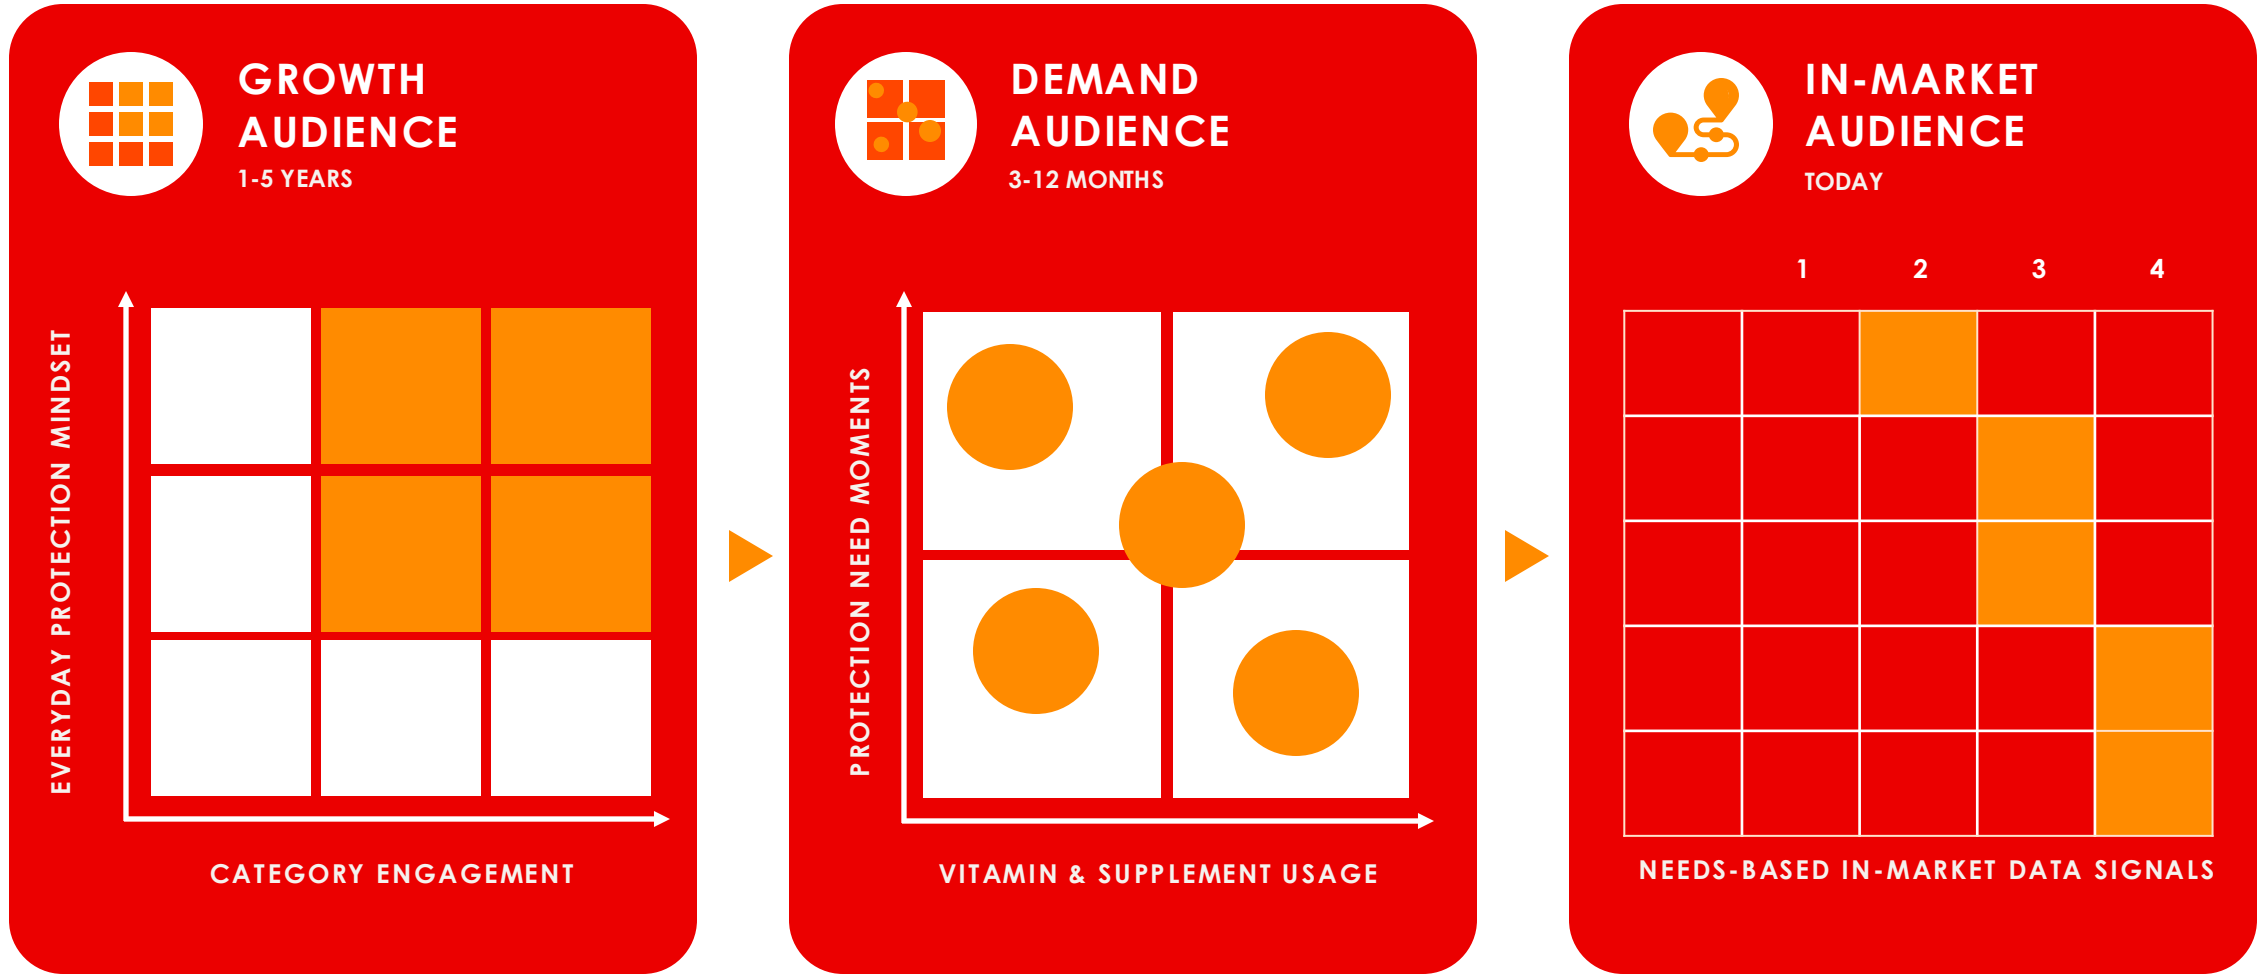 GROWTH
AUDIENCE
1-5 YEARS
EVERYDAY PROTECTION MINDSET
CATEGORY ENGAGEMENT
DEMAND
AUDIENCE
3-12 MONTHS
PROTECTION NEED MOMENTS
VITAMIN & SUPPLEMENT USAGE
IN-MARKET
AUDIENCE
TODAY
1 2 3 4
NEEDS-BASED IN-MARKET DATA SIGNALS